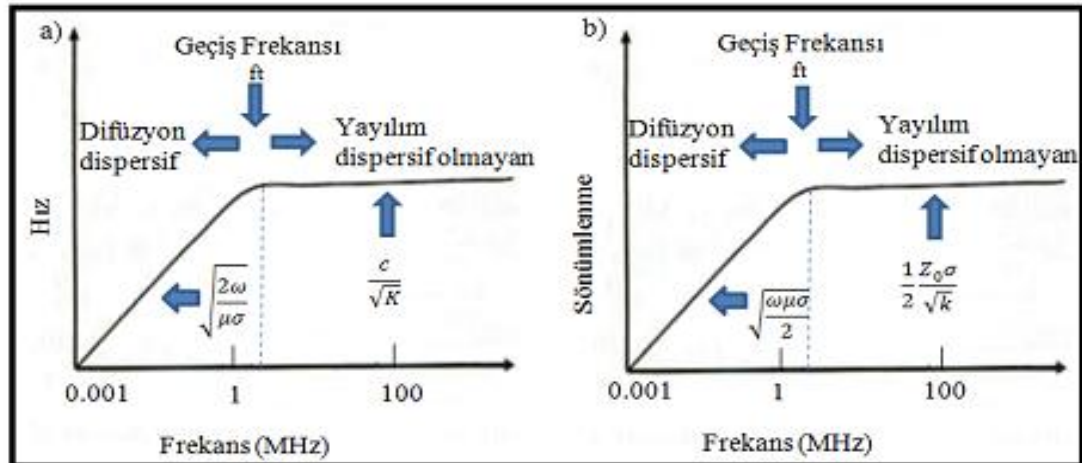 a)
Geçiş Frekansı
ft
Difüzyon
dispersif
Yayılım
dispersif olmayan
Hız
√(2ω/μσ)
c/√K
0.001
1
100
Frekans (MHz)
b)
Geçiş Frekansı
ft
Difüzyon
dispersif
Yayılım
dispersif olmayan
Sönümlenme
√(ωμσ/2)
1/2 Z₀σ/√k
0.001
1
100
Frekans (MHz)